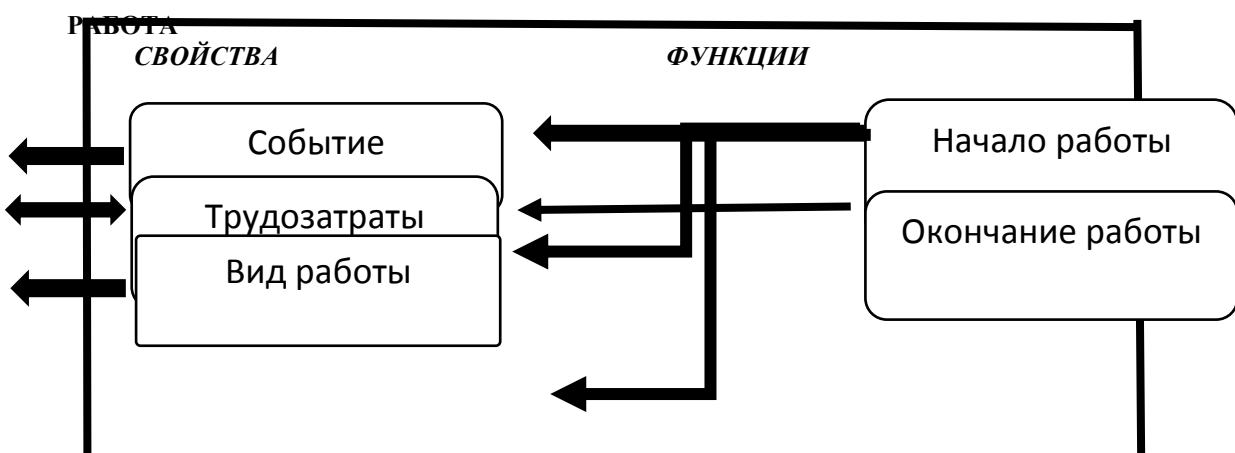 РАБОТА
СВОЙСТВА ФУНКЦИИ
Событие
Начало работы
Трудозатраты
Окончание работы
Вид работы